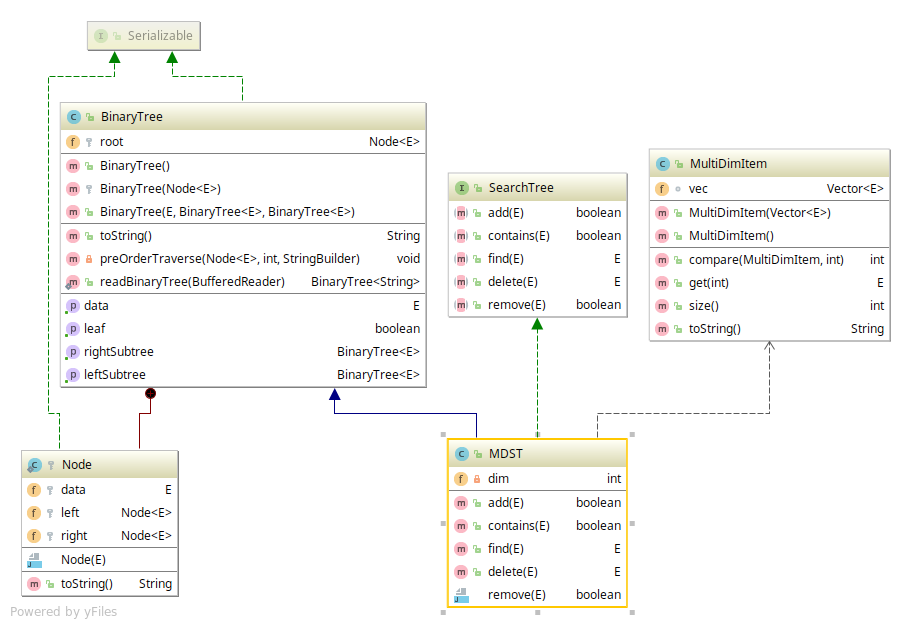 Serializable
BinaryTree
root Node<E>
BinaryTree()
BinaryTree(Node<E>)
BinaryTree(E, BinaryTree<E>, BinaryTree<E>)
toString() String
preOrderTraverse(Node<E>, int, StringBuilder) void
readBinaryTree(BufferedReader) BinaryTree<String>
data E
leaf boolean
rightSubtree BinaryTree<E>
leftSubtree BinaryTree<E>
SearchTree
add(E) boolean
contains(E) boolean
find(E) E
delete(E) E
remove(E) boolean
MultiDimItem
vec Vector<E>
MultiDimItem(Vector<E>)
MultiDimItem()
compare(MultiDimItem, int) int
get(int) E
size() int
toString() String
Node
data E
left Node<E>
right Node<E>
Node(E)
toString() String
MDST
dim int
add(E) boolean
contains(E) boolean
find(E) E
delete(E) E
remove(E) boolean
Powered by yFiles